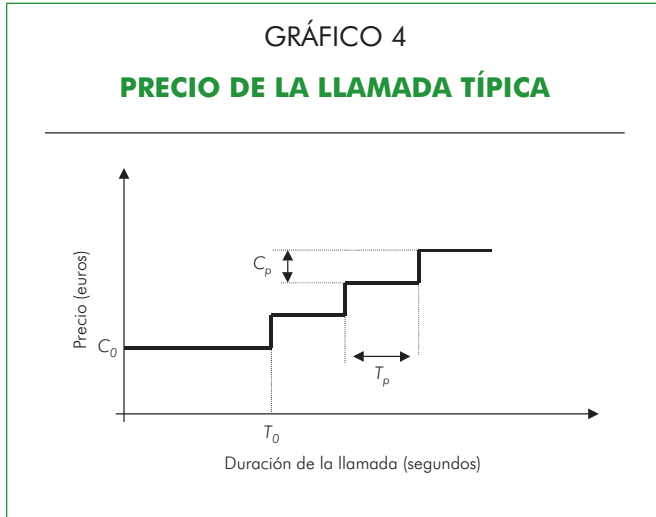 GRÁFICO 4
PRECIO DE LA LLAMADA TÍPICA
Precio (euros)
Cp
C0
Tp
T0
Duración de la llamada (segundos)